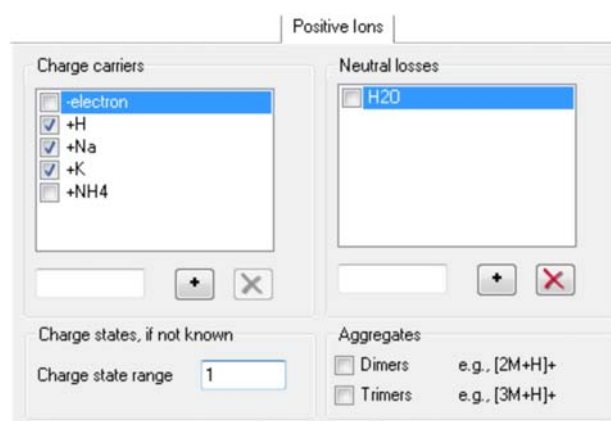 Positive Ions
Charge carriers
-electron
+H
+Na
+K
+NH4
Neutral losses
H2O
Charge states, if not known
Charge state range 1
Aggregates
Dimers e.g., [2M+H]+
Trimers e.g., [3M+H]+